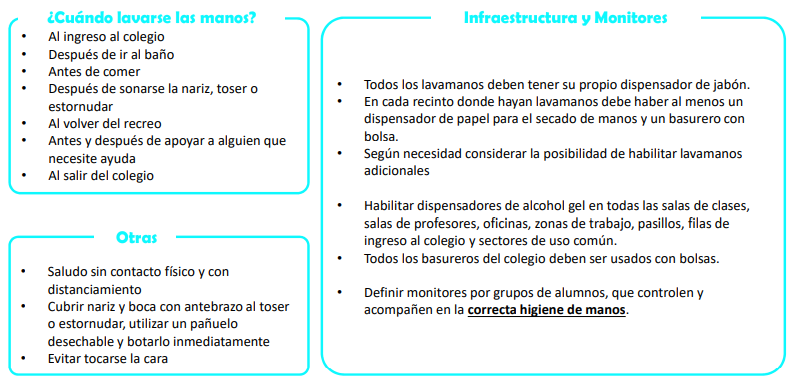 ¿Cuándo lavarse las manos?
• Al ingreso al colegio
• Después de ir al baño
• Antes de comer
• Después de sonarse la nariz, toser o
estornudar
• Al volver del recreo
• Antes y después de apoyar a alguien que
necesite ayuda
• Al salir del colegio
Otras
• Saludo sin contacto físico y con
distanciamiento
• Cubrir nariz y boca con antebrazo al toser
o estornudar, utilizar un pañuelo
desechable y botarlo inmediatamente
• Evitar tocarse la cara
Infraestructura y Monitores
• Todos los lavamanos deben tener su propio dispensador de jabón.
• En cada recinto donde hayan lavamanos debe haber al menos un
dispensador de papel para el secado de manos y un basurero con
bolsa.
• Según necesidad considerar la posibilidad de habilitar lavamanos
adicionales
• Habilitar dispensadores de alcohol gel en todas las salas de clases,
salas de profesores, oficinas, zonas de trabajo, pasillos, filas de
ingreso al colegio y sectores de uso común.
• Todos los basureros del colegio deben ser usados con bolsas.
• Definir monitores por grupos de alumnos, que controlen y
acompañen en la correcta higiene de manos.